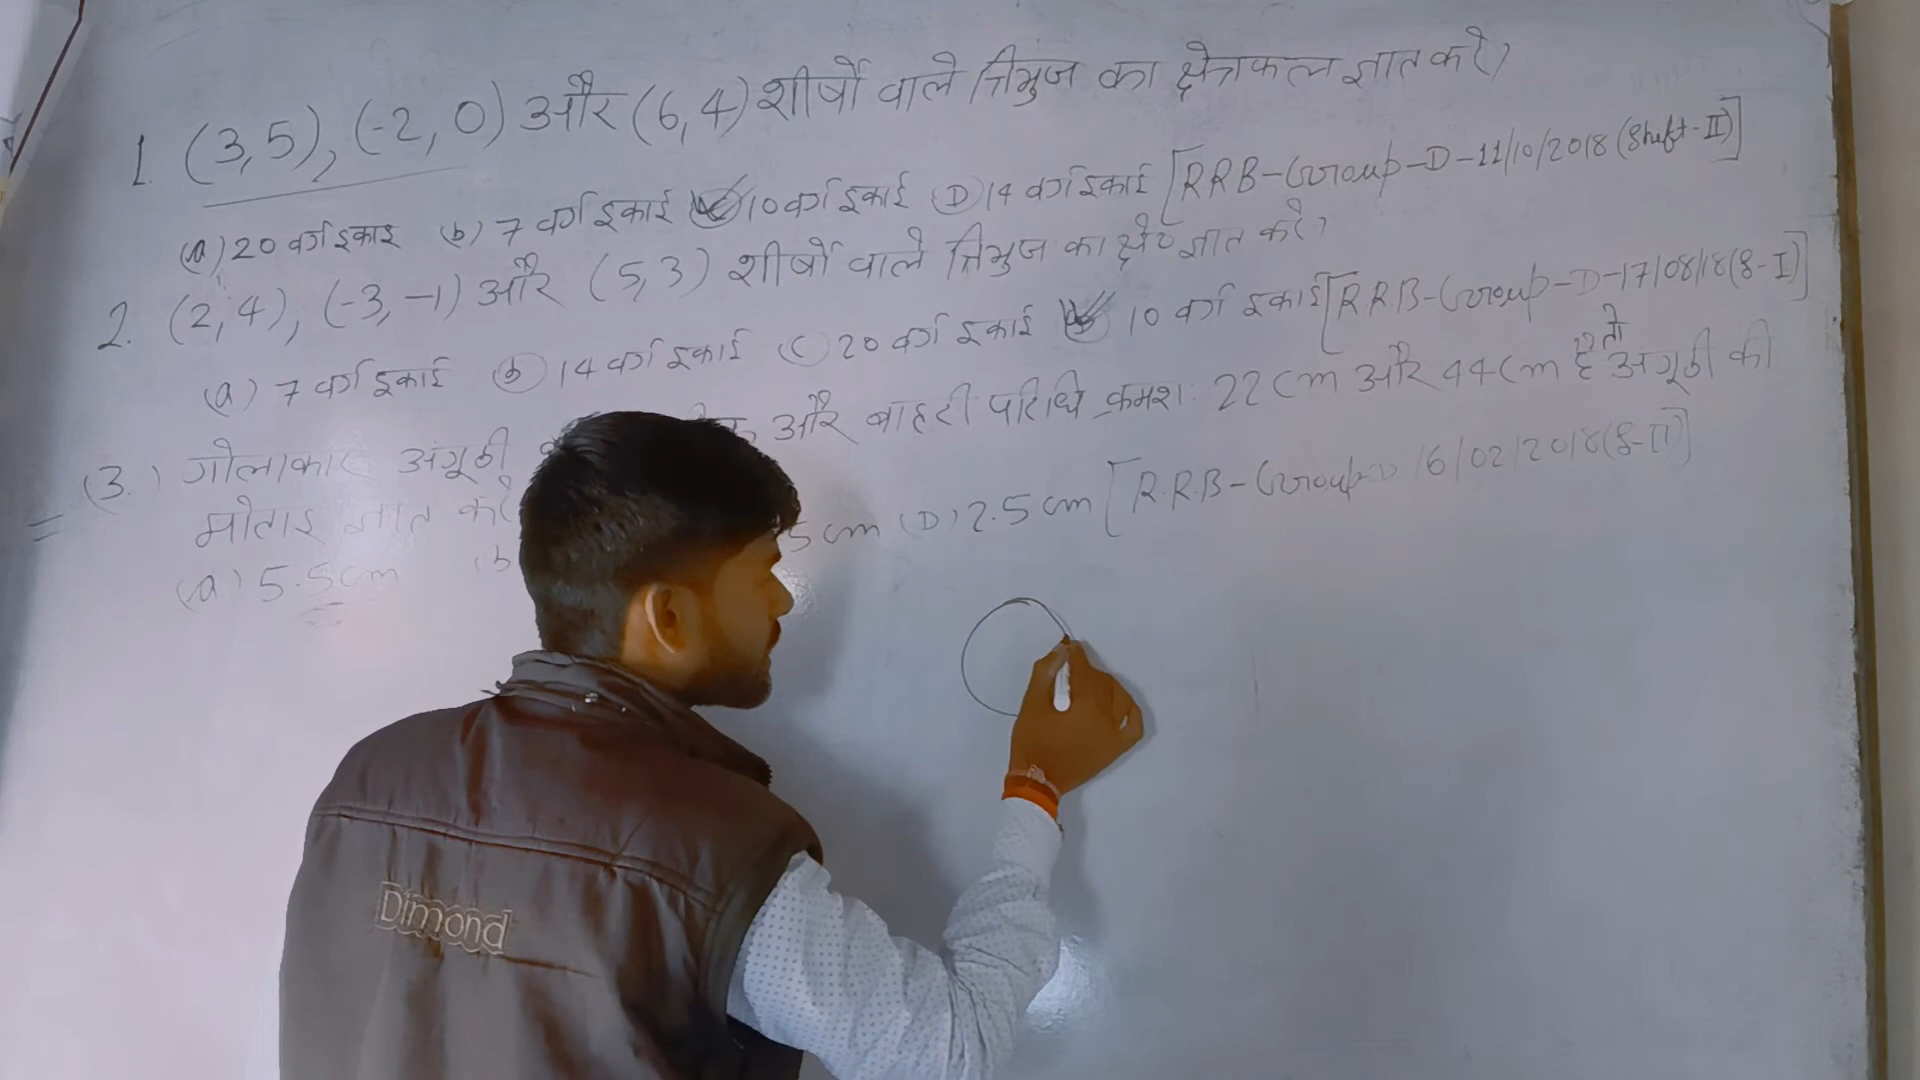 1. (3,5), (-2, 0) और (6,4) शीर्षो वाले त्रिभुज का क्षेत्रफल ज्ञात करे?
(a) 20 वर्ग इकाइ (b) 7 वर्ग इकाई 10 वर्ग इकाई (D) 14 वर्ग इकाई [RRB-Group-D-11/10/2018 (Shift-II)]
2. (2,4), (-3, -1) और (5,3) शीर्षो वाले त्रिभुज का क्षे० ज्ञात करे?
(a) 7 वर्ग इकाई (b) 14 वर्ग इकाई (C) 20 वर्ग इकाई 10 वर्ग इकाई [R.R.B-Group-D-17/08/18(8-I)]
(3.) गोलाकार अंगूठी और बाहरी परिधि क्रमशः 22 Cm और 44 Cm है तो अंगूठी की
मोटाइ ज्ञात करे
(a) 5.5 cm (b 5 cm (D) 2.5 cm [R.R.B-Group-D 16/02/2018(8-II)]
Dimond